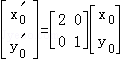 [x₀′ y₀′] = [2 0; 0 1] [x₀ y₀]